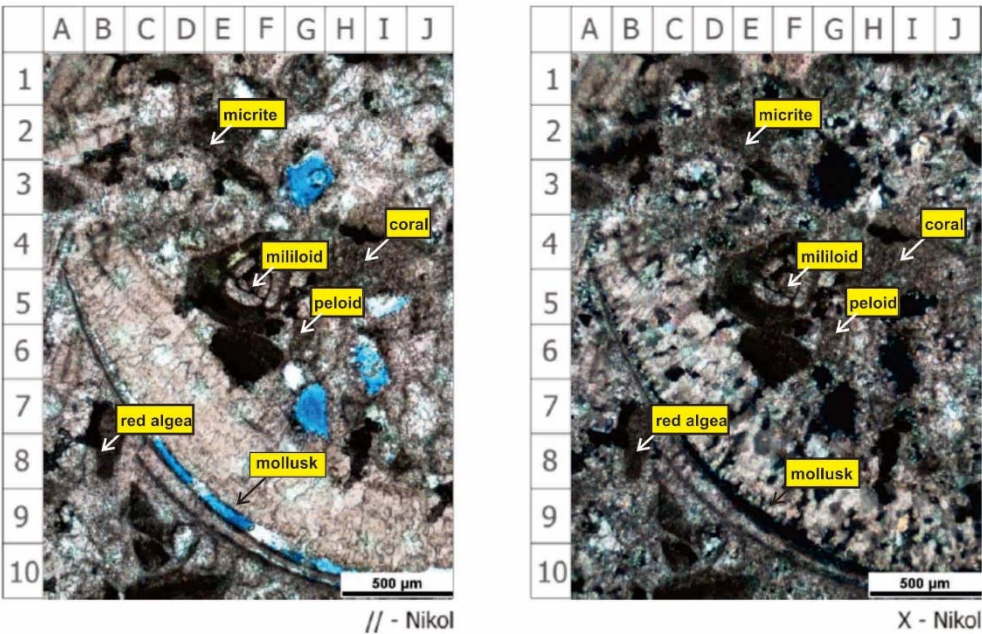 A B C D E F G H I J
1
2
3
4
5
6
7
8
9
10
micrite
coral
mililoid
peloid
red algea
mollusk
500 µm
// - Nikol
A B C D E F G H I J
1
2
3
4
5
6
7
8
9
10
micrite
coral
mililoid
peloid
red algea
mollusk
500 µm
X - Nikol